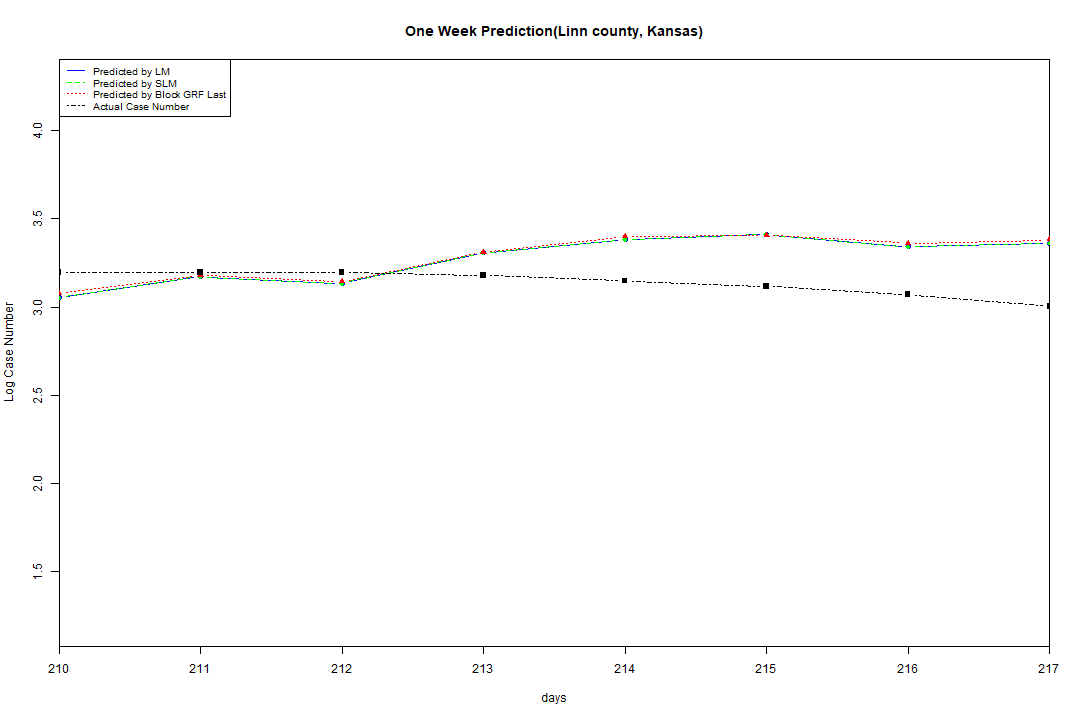 One Week Prediction(Linn county, Kansas)
Predicted by LM
Predicted by SLM
Predicted by Block GRF Last
Actual Case Number
4.0
3.5
3.0
2.5
2.0
1.5
Log Case Number
210 211 212 213 214 215 216 217
days